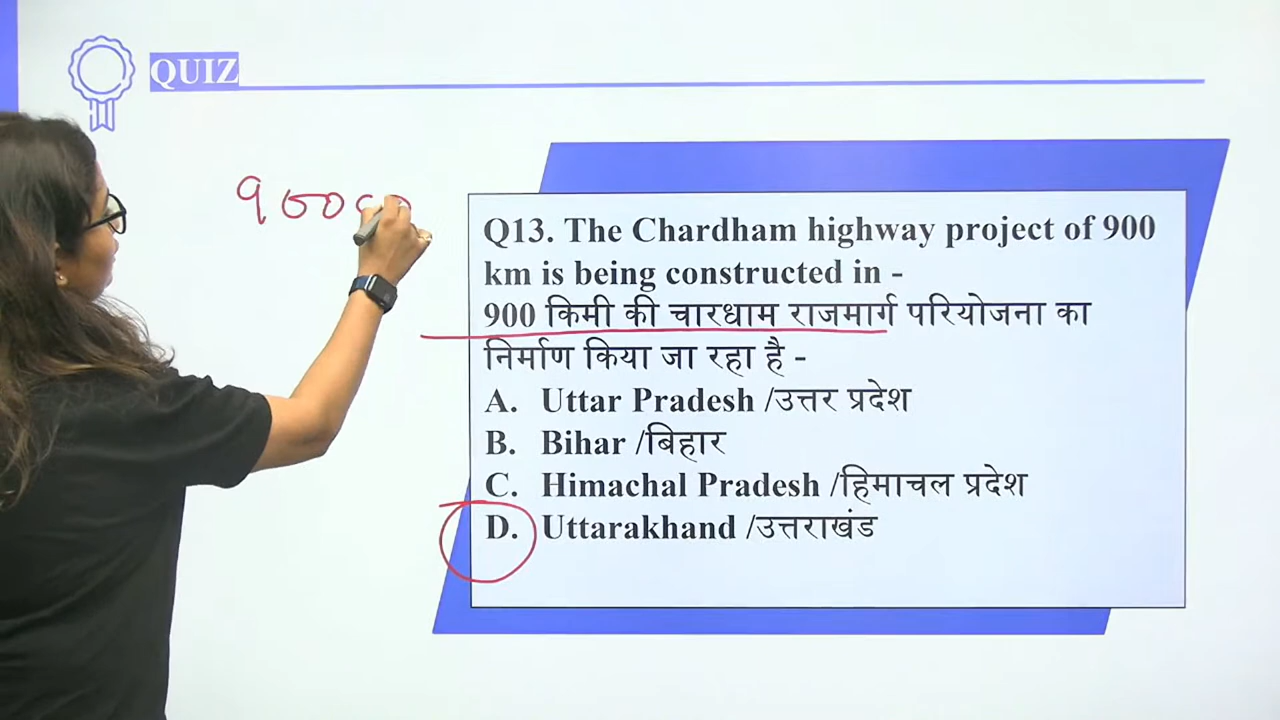 QUIZ
Q13. The Chardham highway project of 900
km is being constructed in -
900 किमी की चारधाम राजमार्ग परियोजना का
निर्माण किया जा रहा है -
A. Uttar Pradesh /उत्तर प्रदेश
B. Bihar /बिहार
C. Himachal Pradesh /हिमाचल प्रदेश
D. Uttarakhand /उत्तराखंड